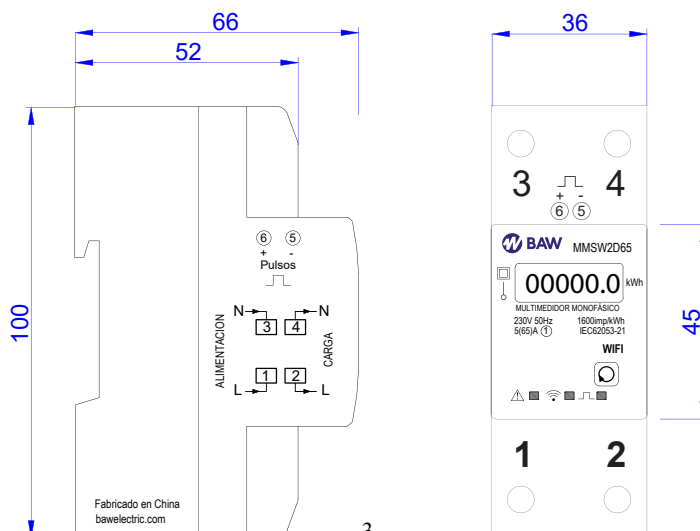 66
52
100
6 5
+ -
Pulsos
N N
3 4
ALIMENTACION
CARGA
1 2
L L
Fabricado en China
bawelectric.com
36
3 4
+ -
6 5
BAW MMSW2D65
00000.0 kWh
MULTIMEDIDOR MONOFÁSICO
230V 50Hz 1600imp/kWh
5(65)A 1 IEC62053-21
WIFI
45
1 2
3